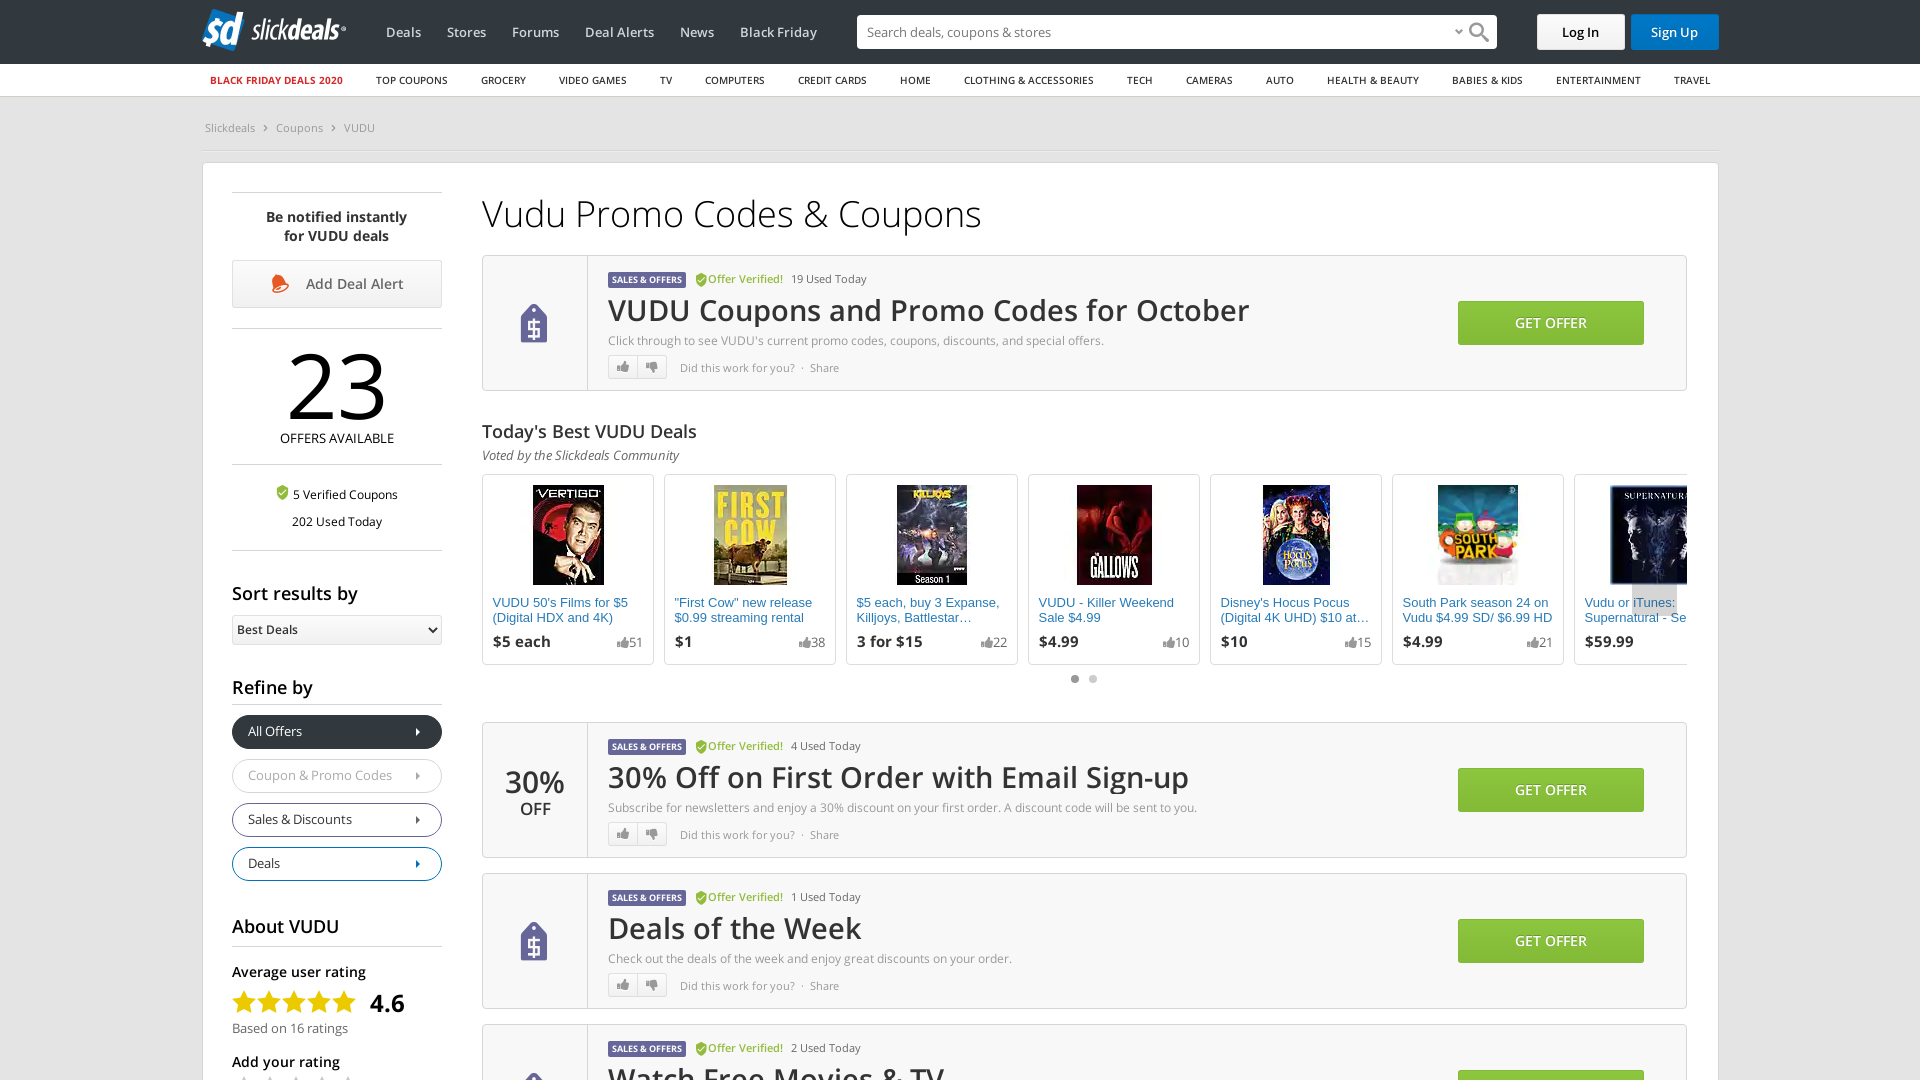 slickdeals
Deals
Stores
Forums
Deal Alerts
News
Black Friday
Search deals, coupons & stores
Log In
Sign Up
BLACK FRIDAY DEALS 2020
TOP COUPONS
GROCERY
VIDEO GAMES
TV
COMPUTERS
CREDIT CARDS
HOME
CLOTHING & ACCESSORIES
TECH
CAMERAS
AUTO
HEALTH & BEAUTY
BABIES & KIDS
ENTERTAINMENT
TRAVEL
Slickdeals > Coupons > VUDU
Be notified instantly
for VUDU deals
Add Deal Alert
23
OFFERS AVAILABLE
5 Verified Coupons
202 Used Today
Sort results by
Best Deals
Refine by
All Offers
Coupon & Promo Codes
Sales & Discounts
Deals
About VUDU
Average user rating
4.6
Based on 16 ratings
Add your rating
Vudu Promo Codes & Coupons
SALES & OFFERS Offer Verified! 19 Used Today
VUDU Coupons and Promo Codes for October
Click through to see VUDU's current promo codes, coupons, discounts, and special offers.
Did this work for you? · Share
GET OFFER
Today's Best VUDU Deals
Voted by the Slickdeals Community
VERTIGO
VUDU 50's Films for $5
(Digital HDX and 4K)
$5 each
51
FIRST
COW
"First Cow" new release
$0.99 streaming rental
$1
38
KILLJOYS
Season 1
$5 each, buy 3 Expanse,
Killjoys, Battlestar…
3 for $15
22
GALLOWS
VUDU - Killer Weekend
Sale $4.99
$4.99
10
Hocus
Pocus
Disney's Hocus Pocus
(Digital 4K UHD) $10 at…
$10
15
SOUTH
PARK
South Park season 24 on
Vudu $4.99 SD/ $6.99 HD
$4.99
21
SUPERNATURA
Vudu or iTunes:
Supernatural - Se
$59.99
30%
OFF
SALES & OFFERS Offer Verified! 4 Used Today
30% Off on First Order with Email Sign-up
Subscribe for newsletters and enjoy a 30% discount on your first order. A discount code will be sent to you.
Did this work for you? · Share
GET OFFER
SALES & OFFERS Offer Verified! 1 Used Today
Deals of the Week
Check out the deals of the week and enjoy great discounts on your order.
Did this work for you? · Share
GET OFFER
SALES & OFFERS Offer Verified! 2 Used Today
Watch Free Movies & TV